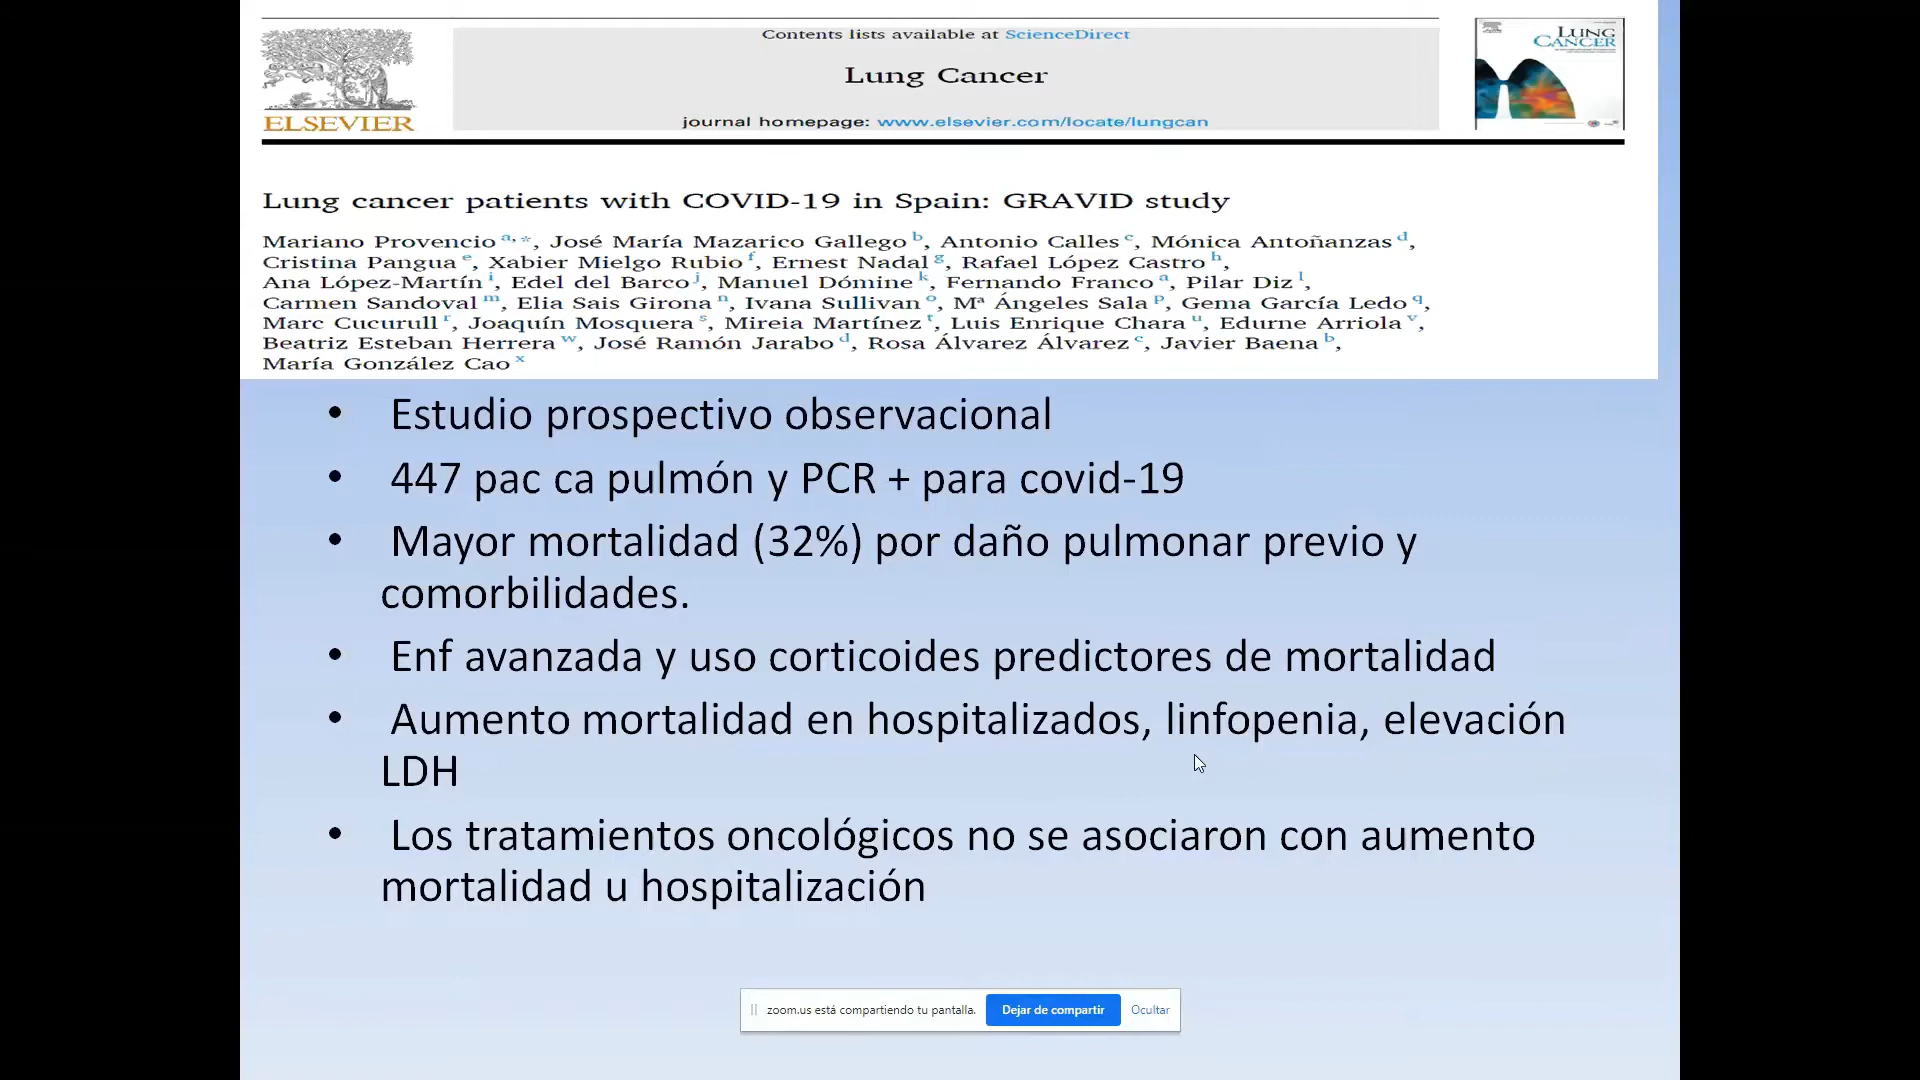 Contents lists available at ScienceDirect
Lung Cancer
journal homepage: www.elsevier.com/locate/lungcan
ELSEVIER
LUNG
CANCER
Lung cancer patients with COVID-19 in Spain: GRAVID study
Mariano Provencio a,*, José María Mazarico Gallego b, Antonio Calles c, Mónica Antoñanzas d,
Cristina Pangua e, Xabier Mielgo Rubio f, Ernest Nadal g, Rafael López Castro h,
Ana López-Martín i, Edel del Barco j, Manuel Dómine k, Fernando Franco a, Pilar Diz l,
Carmen Sandoval m, Elia Sais Girona n, Ivana Sullivan o, Mª Ángeles Sala p, Gema García Ledo q,
Marc Cucurull r, Joaquín Mosquera s, Mireia Martínez t, Luis Enrique Chara u, Edurne Arriola v,
Beatriz Esteban Herrera w, José Ramón Jarabo d, Rosa Álvarez Álvarez c, Javier Baena b,
María González Cao x
• Estudio prospectivo observacional
• 447 pac ca pulmón y PCR + para covid-19
• Mayor mortalidad (32%) por daño pulmonar previo y
comorbilidades.
• Enf avanzada y uso corticoides predictores de mortalidad
• Aumento mortalidad en hospitalizados, linfopenia, elevación
LDH
• Los tratamientos oncológicos no se asociaron con aumento
mortalidad u hospitalización
zoom.us está compartiendo tu pantalla. Dejar de compartir Ocultar